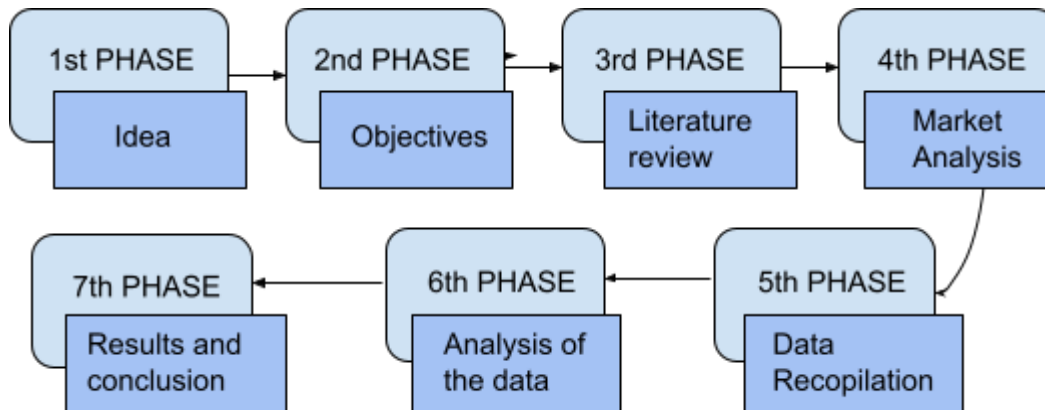 1st PHASE
Idea
2nd PHASE
Objectives
3rd PHASE
Literature
review
4th PHASE
Market
Analysis
5th PHASE
Data
Recopilation
6th PHASE
Analysis of
the data
7th PHASE
Results and
conclusion